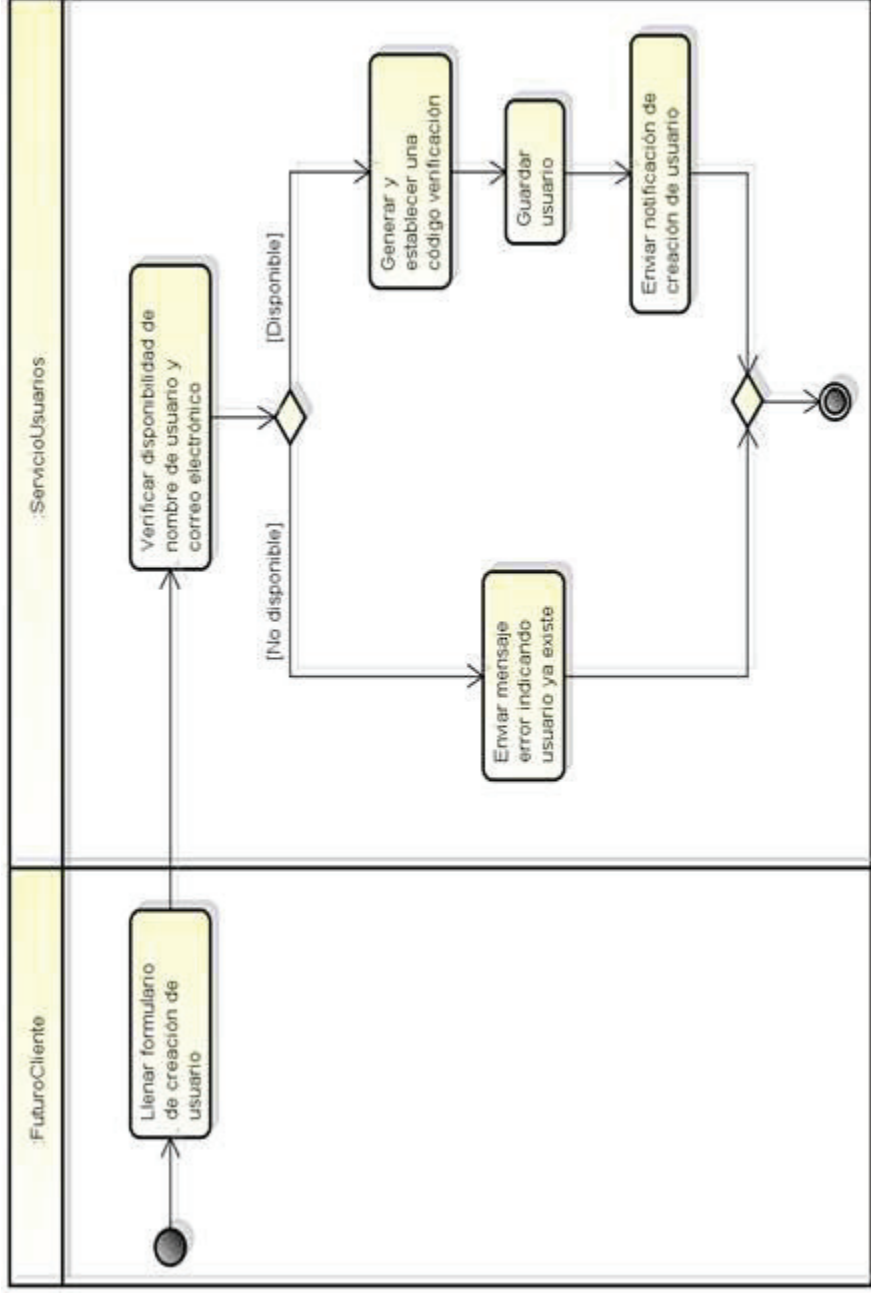 :FuturoCliente
:ServicioUsuarios
Llenar formulario
de creación de
usuario
Verificar disponibilidad de
nombre de usuario y
correo electrónico
[No disponible]
[Disponible]
Enviar mensaje
error indicando
usuario ya existe
Generar y
establecer una
código verificación
Guardar
usuario
Enviar notificación de
creación de usuario